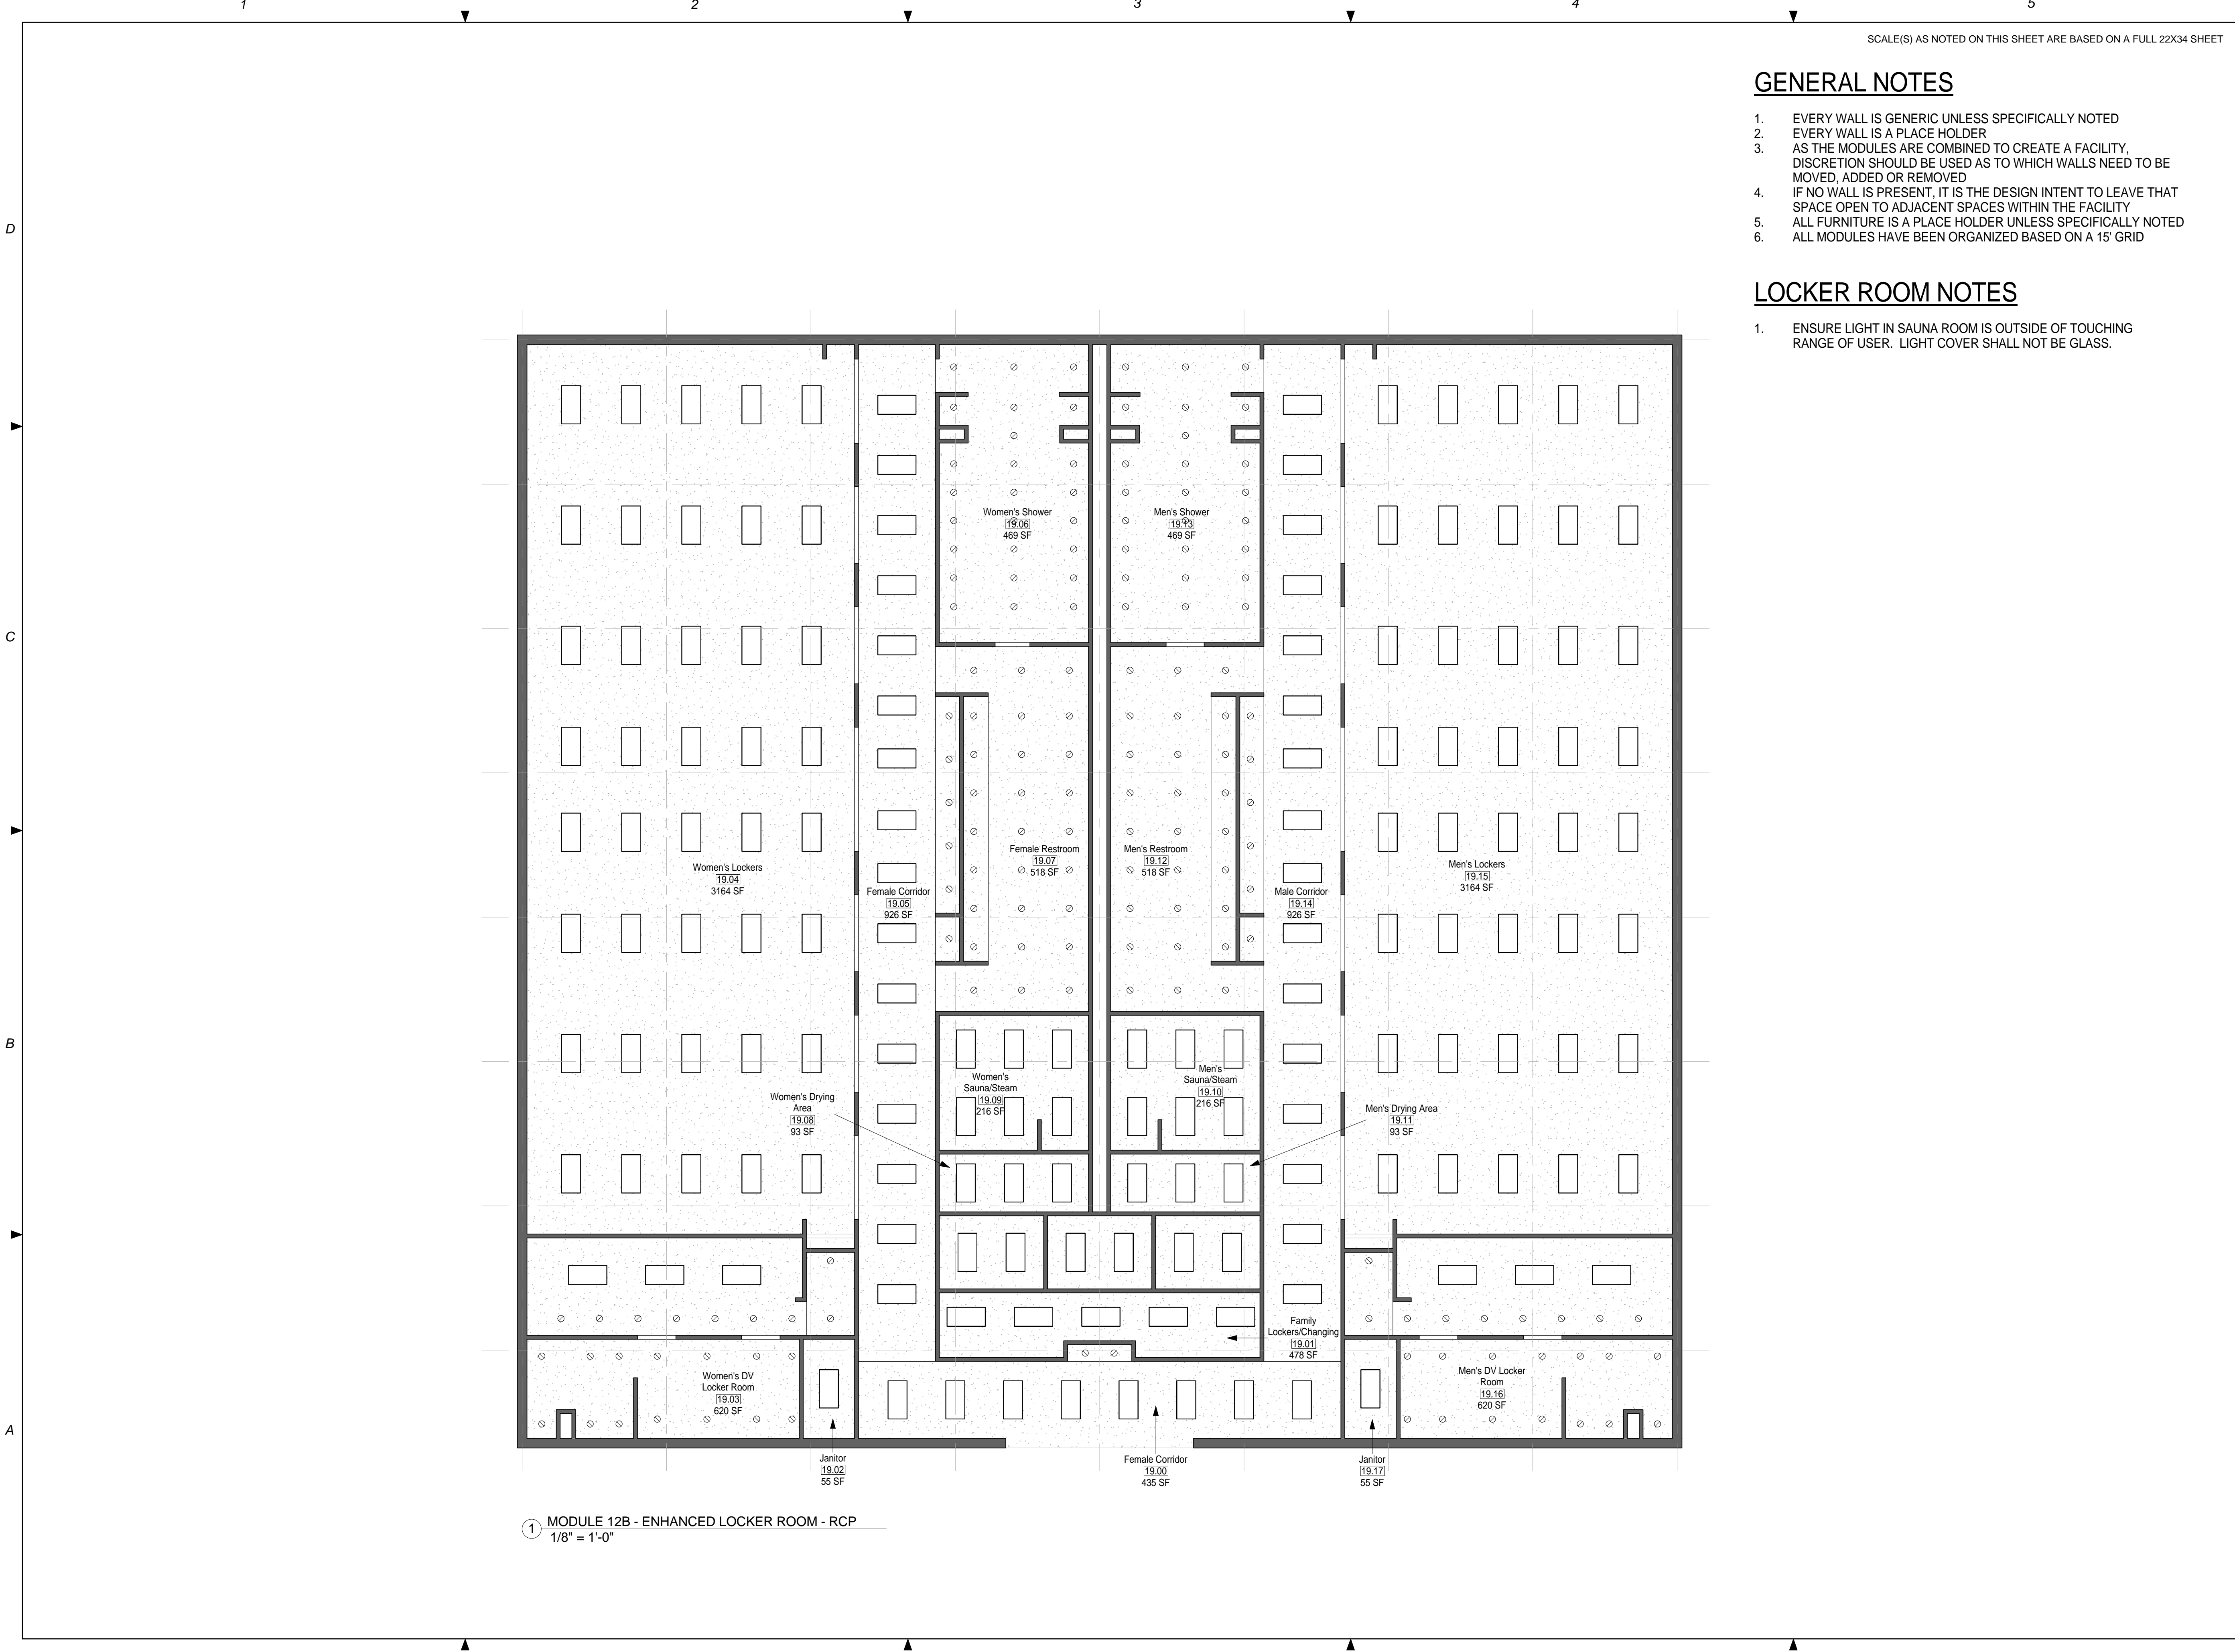 1 2 3 4 5
SCALE(S) AS NOTED ON THIS SHEET ARE BASED ON A FULL 22X34 SHEET
GENERAL NOTES
1. EVERY WALL IS GENERIC UNLESS SPECIFICALLY NOTED
2. EVERY WALL IS A PLACE HOLDER
3. AS THE MODULES ARE COMBINED TO CREATE A FACILITY,
DISCRETION SHOULD BE USED AS TO WHICH WALLS NEED TO BE
MOVED, ADDED OR REMOVED
4. IF NO WALL IS PRESENT, IT IS THE DESIGN INTENT TO LEAVE THAT
SPACE OPEN TO ADJACENT SPACES WITHIN THE FACILITY
5. ALL FURNITURE IS A PLACE HOLDER UNLESS SPECIFICALLY NOTED
6. ALL MODULES HAVE BEEN ORGANIZED BASED ON A 15' GRID
LOCKER ROOM NOTES
1. ENSURE LIGHT IN SAUNA ROOM IS OUTSIDE OF TOUCHING
RANGE OF USER. LIGHT COVER SHALL NOT BE GLASS.
D
C
B
A
Women's Shower
19.06
469 SF
Men's Shower
19.13
469 SF
Female Restroom
19.07
518 SF
Men's Restroom
19.12
518 SF
Women's Lockers
19.04
3164 SF
Female Corridor
19.05
926 SF
Male Corridor
19.14
926 SF
Men's Lockers
19.15
3164 SF
Women's
Sauna/Steam
19.09
216 SF
Men's
Sauna/Steam
19.10
216 SF
Women's Drying
Area
19.08
93 SF
Men's Drying Area
19.11
93 SF
Family
Lockers/Changing
19.01
478 SF
Women's DV
Locker Room
19.03
620 SF
Men's DV Locker
Room
19.16
620 SF
Janitor
19.02
55 SF
Female Corridor
19.00
435 SF
Janitor
19.17
55 SF
1 MODULE 12B - ENHANCED LOCKER ROOM - RCP
1/8" = 1'-0"